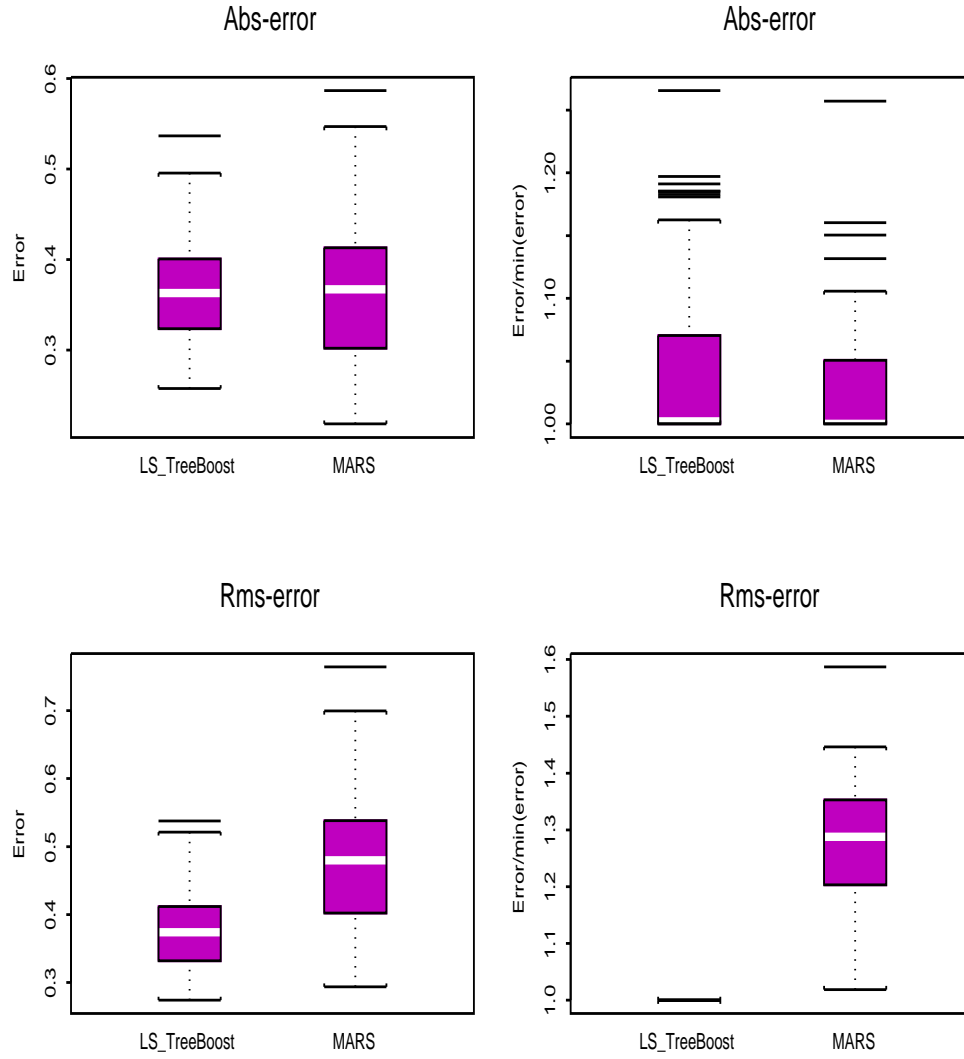 Abs-error
Error
0.6
0.5
0.4
0.3
LS_TreeBoost MARS
Abs-error
Error/min(error)
1.20
1.10
1.00
LS_TreeBoost MARS
Rms-error
Error
0.7
0.6
0.5
0.4
0.3
LS_TreeBoost MARS
Rms-error
Error/min(error)
1.6
1.5
1.4
1.3
1.2
1.1
1.0
LS_TreeBoost MARS